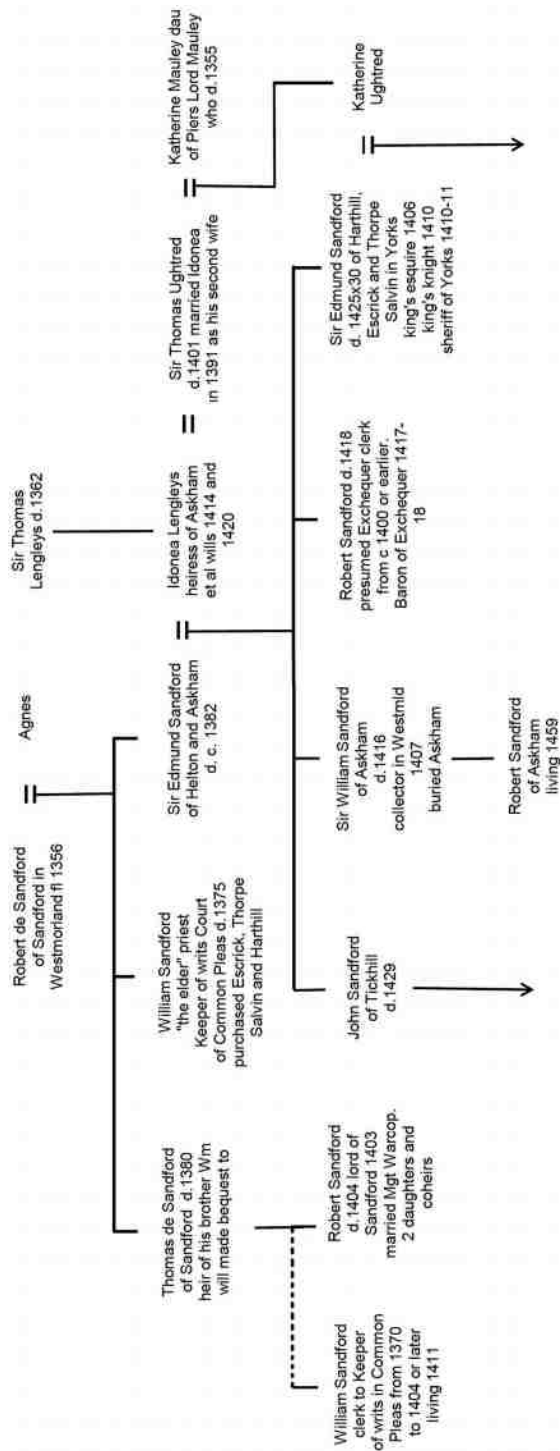 Robert de Sandford
of Sandford in
Westmorland fl 1356
Agnes
Sir Thomas
Lengleys d.1362
Thomas de Sandford
of Sandford d.1380
heir of his brother Wm
will made bequest to
William Sandford
"the elder" priest
Keeper of writs Court
of Common Pleas d.1375
purchased Escrick, Thorpe
Salvin and Harthill
Sir Edmund Sandford
of Helton and Askham
d. c. 1382
Idonea Lengleys
heiress of Askham
et al wills 1414 and
1420
Sir Thomas Ughtred
d.1401 married Idonea
in 1391 as his second wife
Katherine Mauley dau
of Piers Lord Mauley
who d.1355
William Sandford
clerk to Keeper
of writs in Common
Pleas from 1370
to 1404 or later
living 1411
Robert Sandford
d.1404 lord of
Sandford 1403
married Mgt Warcop.
2 daughters and
coheirs
John Sandford
of Tickhill
d.1429
Sir William Sandford
of Askham
d.1416
collector in Westmld
1407
buried Askham
Robert Sandford d.1418
presumed Exchequer clerk
from c 1400 or earlier.
Baron of Exchequer 1417-
18
Sir Edmund Sandford
d. 1425x30 of Harthill,
Escrick and Thorpe
Salvin in Yorks
king's esquire 1406
king's knight 1410
sheriff of Yorks 1410-11
Katherine
Ughtred
Robert Sandford
of Askham
living 1459